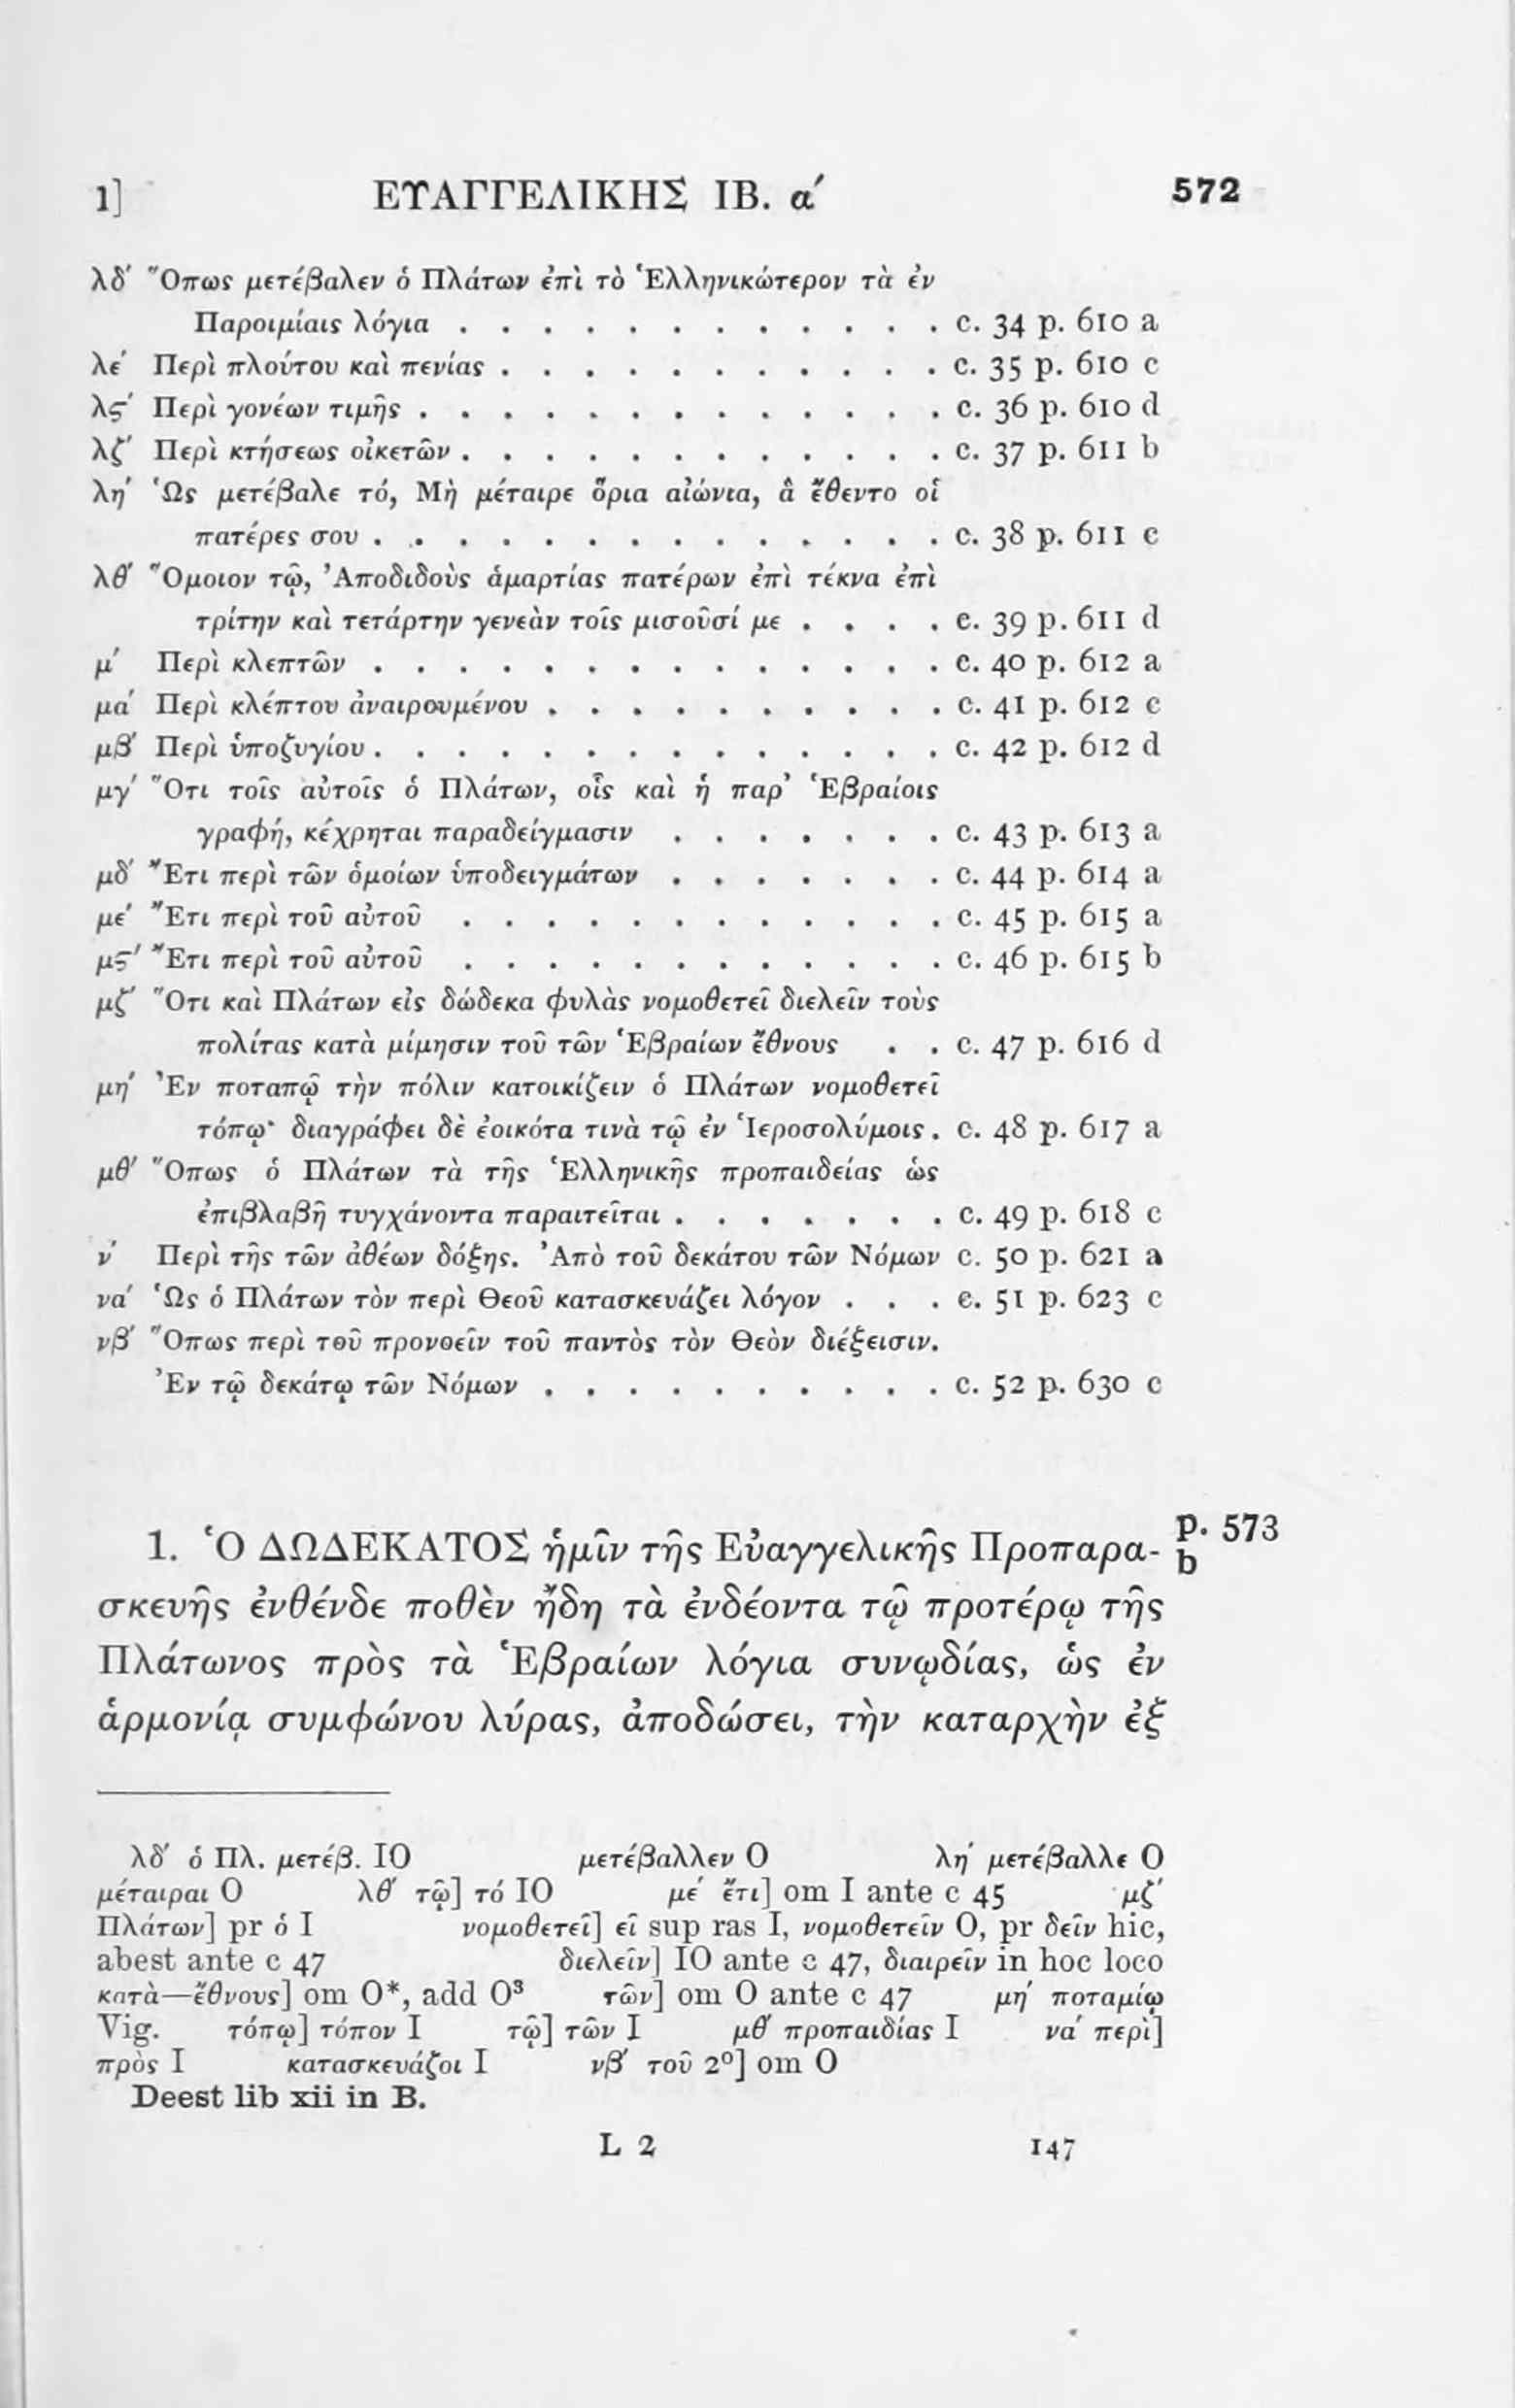 1] ΕΥΑΓΓΕΛΙΚΗΣ ΙΒ. α΄ 572
λδ΄ Ὅπως μετέβαλεν ὁ Πλάτων ἐπὶ τὸ Ἑλληνικώτερον τὰ ἐν
Παροιμίαις λόγια . . . . . . . . . . . . c. 34 p. 610 a
λε΄ Περὶ πλούτου καὶ πενίας . . . . . . . . . . . c. 35 p. 610 c
λϛ΄ Περὶ γονέων τιμῆς . . . . . . . . . . . . . c. 36 p. 610 d
λζ΄ Περὶ κτήσεως οἰκετῶν . . . . . . . . . . . . c. 37 p. 611 b
λη΄ Ὡς μετέβαλε τό, Μὴ μέταιρε ὅρια αἰώνια, ἃ ἔθεντο οἱ
πατέρες σου . . . . . . . . . . . . . . c. 38 p. 611 c
λθ΄ Ὅμοιον τῷ, Ἀποδιδοὺς ἁμαρτίας πατέρων ἐπὶ τέκνα ἐπὶ
τρίτην καὶ τετάρτην γενεὰν τοῖς μισοῦσί με . . . . c. 39 p. 611 d
μ΄ Περὶ κλεπτῶν . . . . . . . . . . . . . . c. 40 p. 612 a
μα΄ Περὶ κλέπτου ἀναιρουμένου . . . . . . . . . . c. 41 p. 612 c
μβ΄ Περὶ ὑποζυγίου . . . . . . . . . . . . . . c. 42 p. 612 d
μγ΄ Ὅτι τοῖς αὐτοῖς ὁ Πλάτων, οἷς καὶ ἡ παρ’ Ἑβραίοις
γραφή, κέχρηται παραδείγμασιν . . . . . . . c. 43 p. 613 a
μδ΄ Ἔτι περὶ τῶν ὁμοίων ὑποδειγμάτων . . . . . . . c. 44 p. 614 a
με΄ Ἔτι περὶ τοῦ αὐτοῦ . . . . . . . . . . . . c. 45 p. 615 a
μϛ΄ Ἔτι περὶ τοῦ αὐτοῦ . . . . . . . . . . . . c. 46 p. 615 b
μζ΄ Ὅτι καὶ Πλάτων εἰς δώδεκα φυλὰς νομοθετεῖ διελεῖν τοὺς
πολίτας κατὰ μίμησιν τοῦ τῶν Ἑβραίων ἔθνους . . c. 47 p. 616 d
μη΄ Ἐν ποταπῷ τὴν πόλιν κατοικίζειν ὁ Πλάτων νομοθετεῖ
τόπῳ· διαγράφει δὲ ἐοικότα τινὰ τῷ ἐν Ἱεροσολύμοις . c. 48 p. 617 a
μθ΄ Ὅπως ὁ Πλάτων τὰ τῆς Ἑλληνικῆς προπαιδείας ὡς
ἐπιβλαβῆ τυγχάνοντα παραιτεῖται . . . . . . . c. 49 p. 618 c
ν΄ Περὶ τῆς τῶν ἀθέων δόξης. Ἀπὸ τοῦ δεκάτου τῶν Νόμων c. 50 p. 621 a
να΄ Ὡς ὁ Πλάτων τὸν περὶ Θεοῦ κατασκευάζει λόγον . . . c. 51 p. 623 c
νβ΄ Ὅπως περὶ τοῦ προνοεῖν τοῦ παντὸς τὸν Θεὸν διέξεισιν.
Ἐν τῷ δεκάτῳ τῶν Νόμων . . . . . . . . . . c. 52 p. 630 c
1. Ὁ ΔΩΔΕΚΑΤΟΣ ἡμῖν τῆς Εὐαγγελικῆς Προπαρα- p. 573 b
σκευῆς ἐνθένδε ποθὲν ἤδη τὰ ἐνδέοντα τῷ προτέρῳ τῆς
Πλάτωνος πρὸς τὰ Ἑβραίων λόγια συνῳδίας, ὡς ἐν
ἁρμονίᾳ συμφώνου λύρας, ἀποδώσει, τὴν καταρχὴν ἐξ
λδ΄ ὁ Πλ. μετέβ. IO μετέβαλλεν O λη΄ μετέβαλλε O
μέταιραι O λθ΄ τῷ] τό IO με΄ ἔτι] om I ante c 45 μζ΄
Πλάτων] pr ὁ I νομοθετεῖ] εῖ sup ras I, νομοθετεῖν O, pr δεῖν hic,
abest ante c 47 διελεῖν] IO ante c 47, διαιρεῖν in hoc loco
κατὰ—ἔθνους] om O*, add O³ τῶν] om O ante c 47 μη΄ ποταμίῳ
Vig. τόπῳ] τόπον I τῷ] τῶν I μθ΄ προπαιδίας I να΄ περὶ]
πρὸς I κατασκευάζοι I νβ΄ τοῦ 2º] om O
Deest lib xii in B.
L 2 147